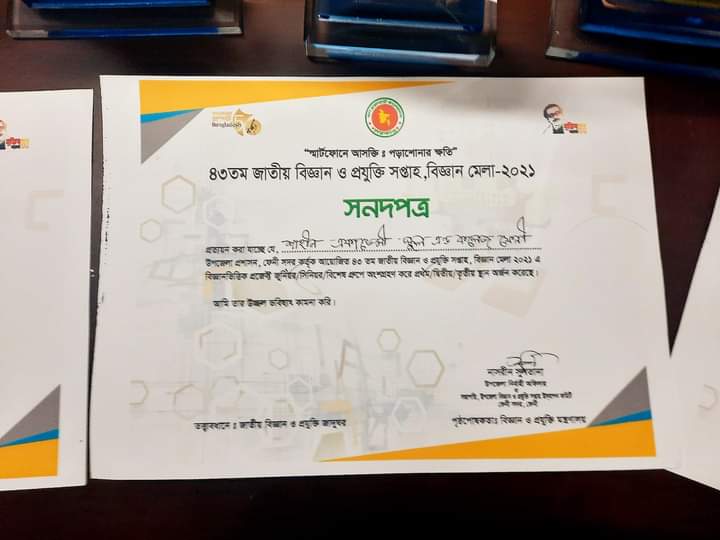 Bangladesh
"স্মার্টফোনে আসক্তি ঃ পড়াশোনার ক্ষতি"
৪৩তম জাতীয় বিজ্ঞান ও প্রযুক্তি সপ্তাহ,বিজ্ঞান মেলা-২০২১
সনদপত্র
প্রত্যয়ন করা যাচ্ছে যে, শাহীন একাডেমী স্কুল এন্ড কলেজ ফেনী
উপজেলা প্রশাসন, ফেনী সদর কর্তৃক আয়োজিত ৪৩ তম জাতীয় বিজ্ঞান ও প্রযুক্তি সপ্তাহ, বিজ্ঞান মেলা ২০২১ এ
বিজ্ঞানভিত্তিক প্রজেক্ট জুনিয়র/সিনিয়র/বিশেষ গ্রুপে অংশগ্রহণ করে প্রথম/দ্বিতীয়/তৃতীয় স্থান অর্জন করেছে।
আমি তার উজ্জ্বল ভবিষ্যৎ কামনা করি।
নাসরীন সুলতানা
উপজেলা নির্বাহী অফিসার
ও
সভাপতি, উপজেলা বিজ্ঞান ও প্রযুক্তি সপ্তাহ উদযাপন কমিটি
ফেনী সদর, ফেনী
তত্ত্বাবধানে ঃ জাতীয় বিজ্ঞান ও প্রযুক্তি জাদুঘর
পৃষ্ঠপোষকতায়ঃ বিজ্ঞান ও প্রযুক্তি মন্ত্রণালয়